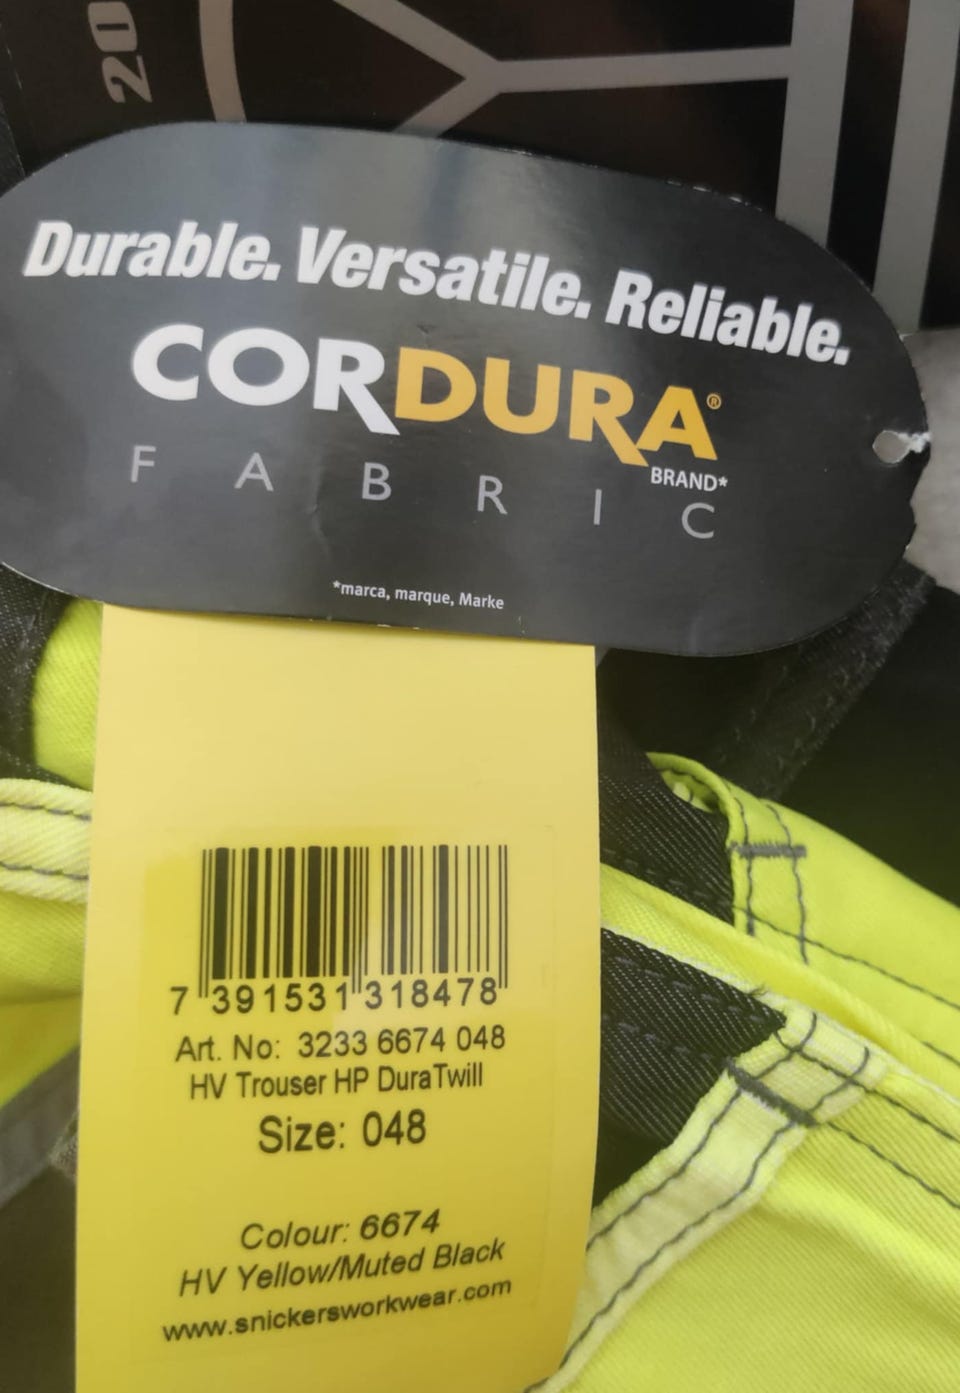 20
Durable. Versatile. Reliable.
CORDURA®
BRAND*
FABRIC
*marca, marque, Marke
7 391531 318478
Art. No: 3233 6674 048
HV Trouser HP DuraTwill
Size: 048
Colour: 6674
HV Yellow/Muted Black
www.snickersworkwear.com